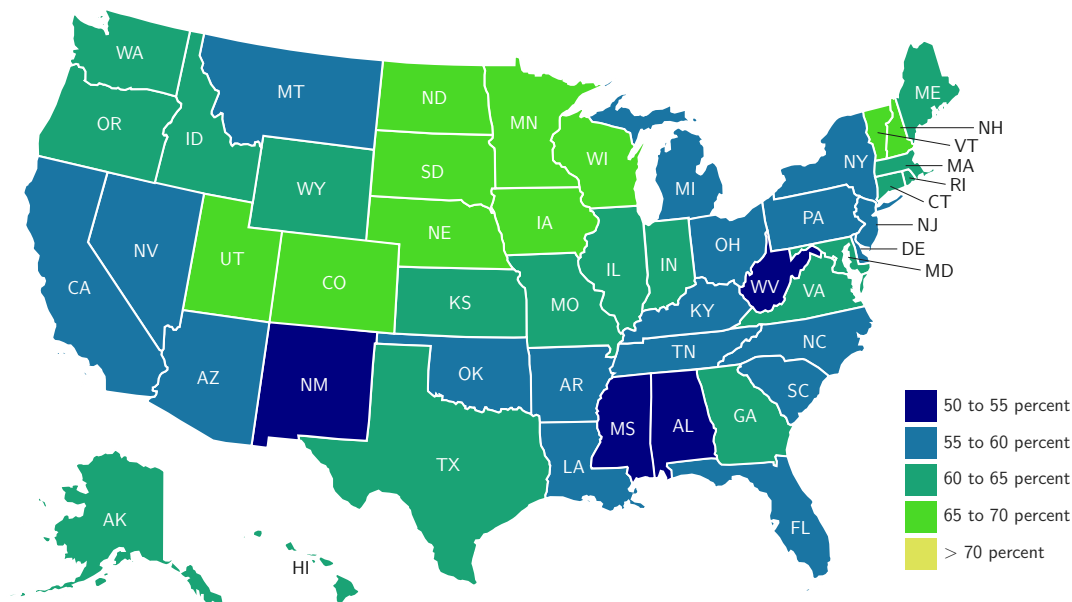 WA
MT
ND
MN
ME
OR
ID
NH
VT
WI
NY
MA
SD
WY
MI
RI
CT
PA
IA
NJ
NE
OH
NV
DE
UT
IN
IL
MD
CO
CA
WV
VA
KS
MO
KY
NC
TN
OK
AZ
NM
AR
SC
50 to 55 percent
GA
AL
MS
55 to 60 percent
TX
LA
60 to 65 percent
AK
65 to 70 percent
FL
> 70 percent
HI